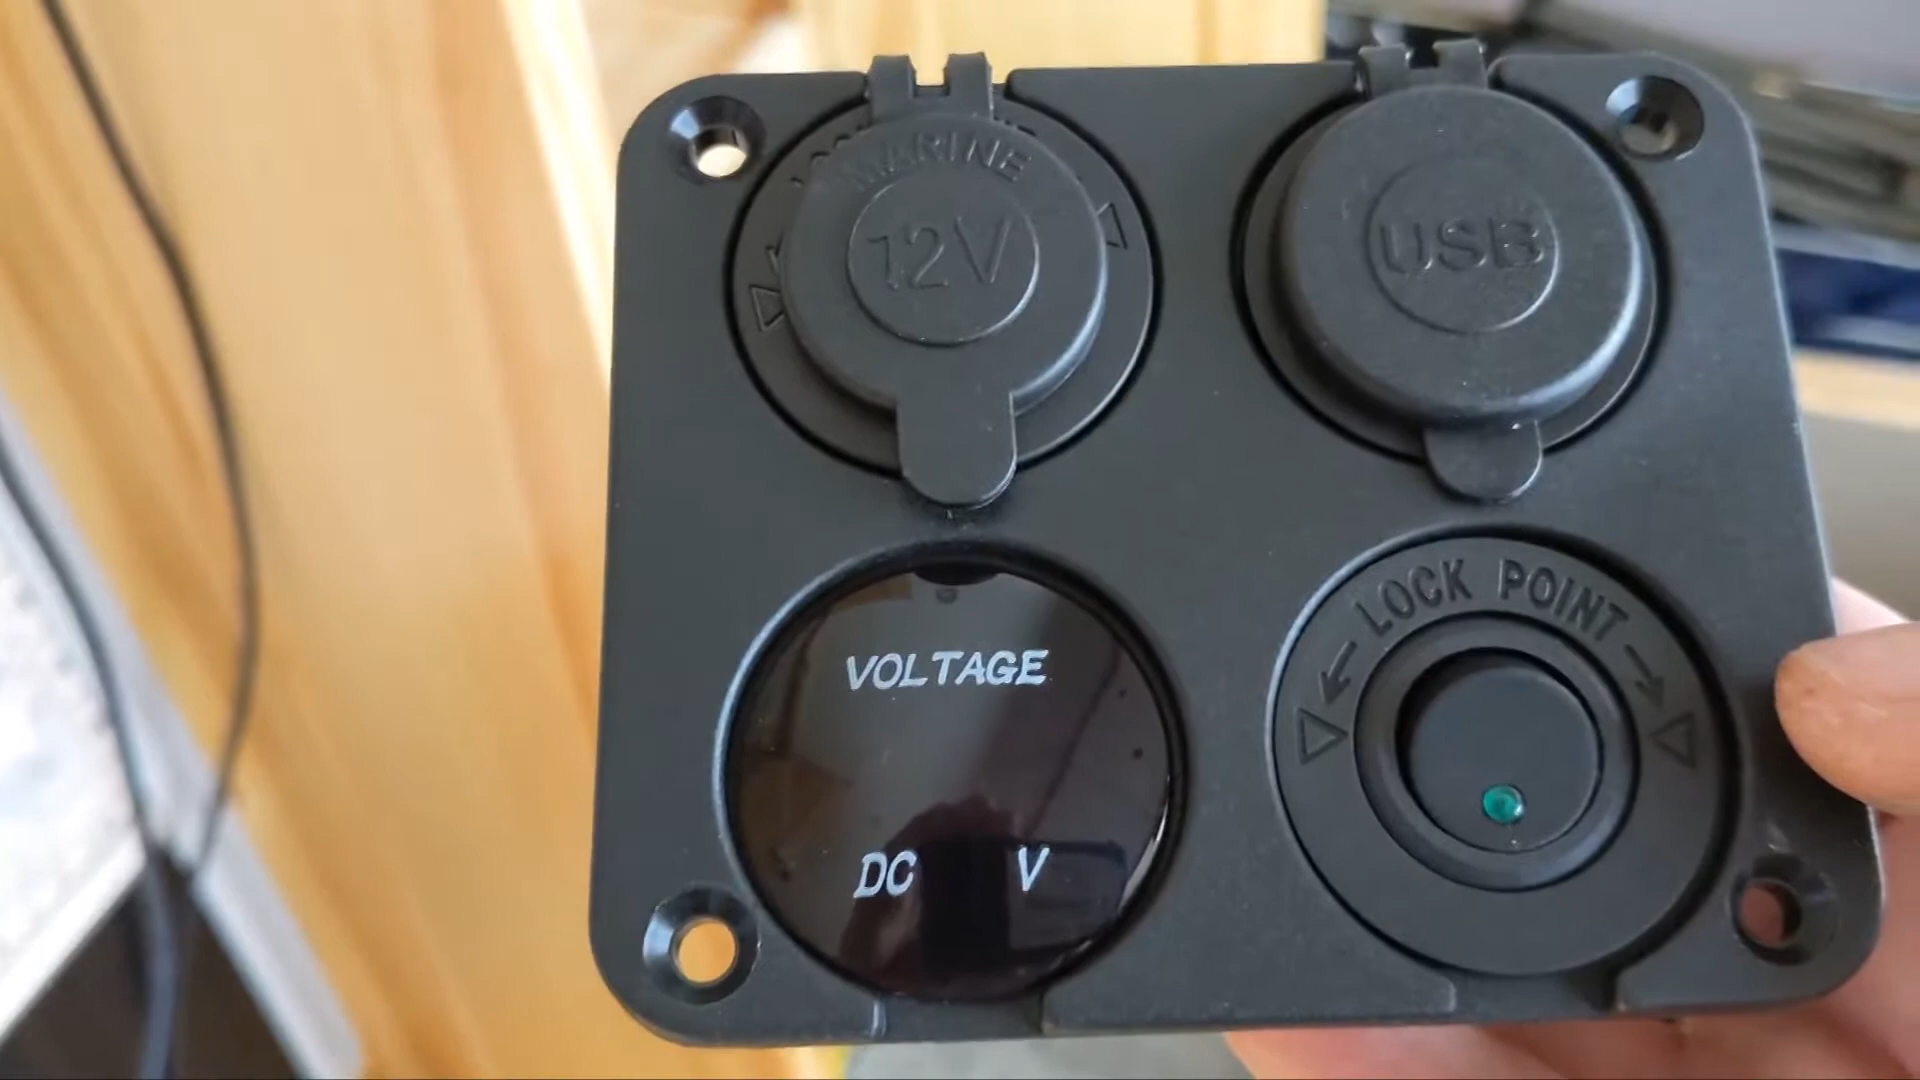 MARINE
12V
USB
VOLTAGE
DC V
LOCK POINT